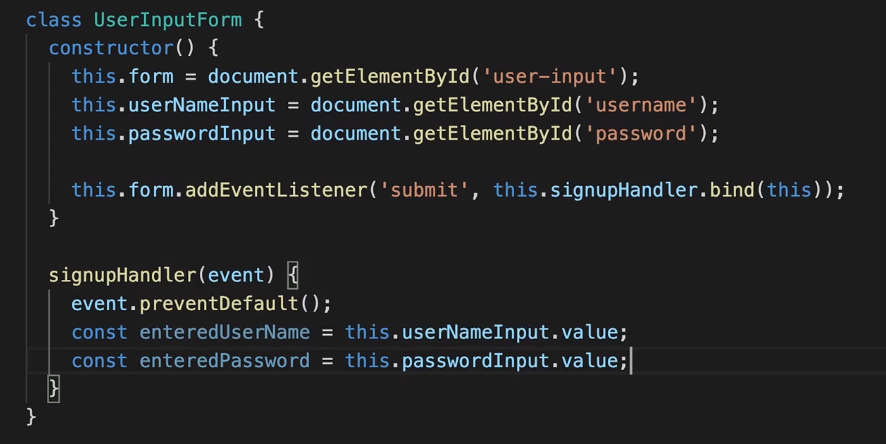 class UserInputForm {
  constructor() {
    this.form = document.getElementById('user-input');
    this.userNameInput = document.getElementById('username');
    this.passwordInput = document.getElementById('password');

    this.form.addEventListener('submit', this.signupHandler.bind(this));
  }

  signupHandler(event) {
    event.preventDefault();
    const enteredUserName = this.userNameInput.value;
    const enteredPassword = this.passwordInput.value;
  }
}